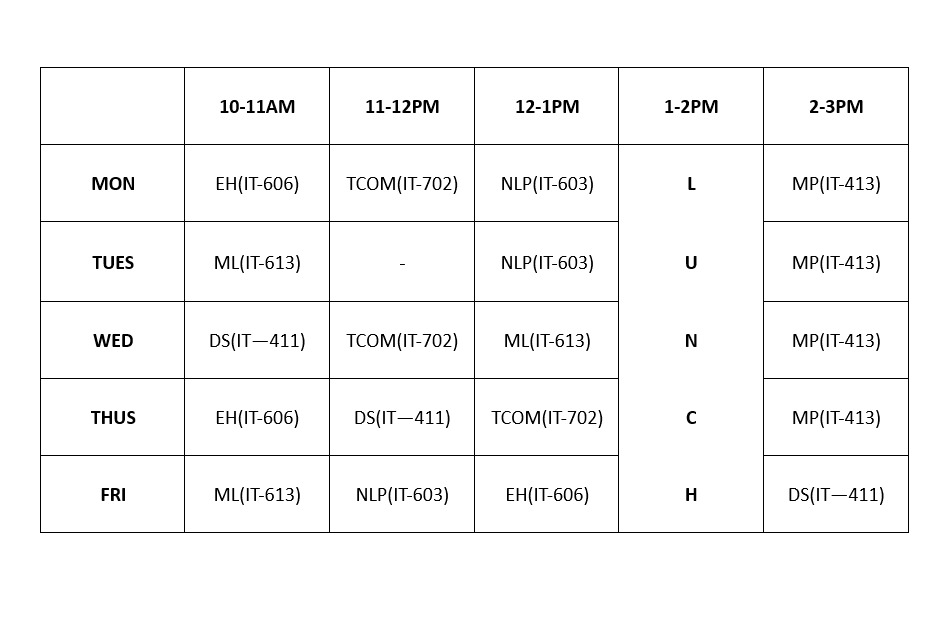 10-11AM 11-12PM 12-1PM 1-2PM 2-3PM
MON EH(IT-606) TCOM(IT-702) NLP(IT-603) L MP(IT-413)
TUES ML(IT-613) - NLP(IT-603) U MP(IT-413)
WED DS(IT—411) TCOM(IT-702) ML(IT-613) N MP(IT-413)
THUS EH(IT-606) DS(IT—411) TCOM(IT-702) C MP(IT-413)
FRI ML(IT-613) NLP(IT-603) EH(IT-606) H DS(IT—411)